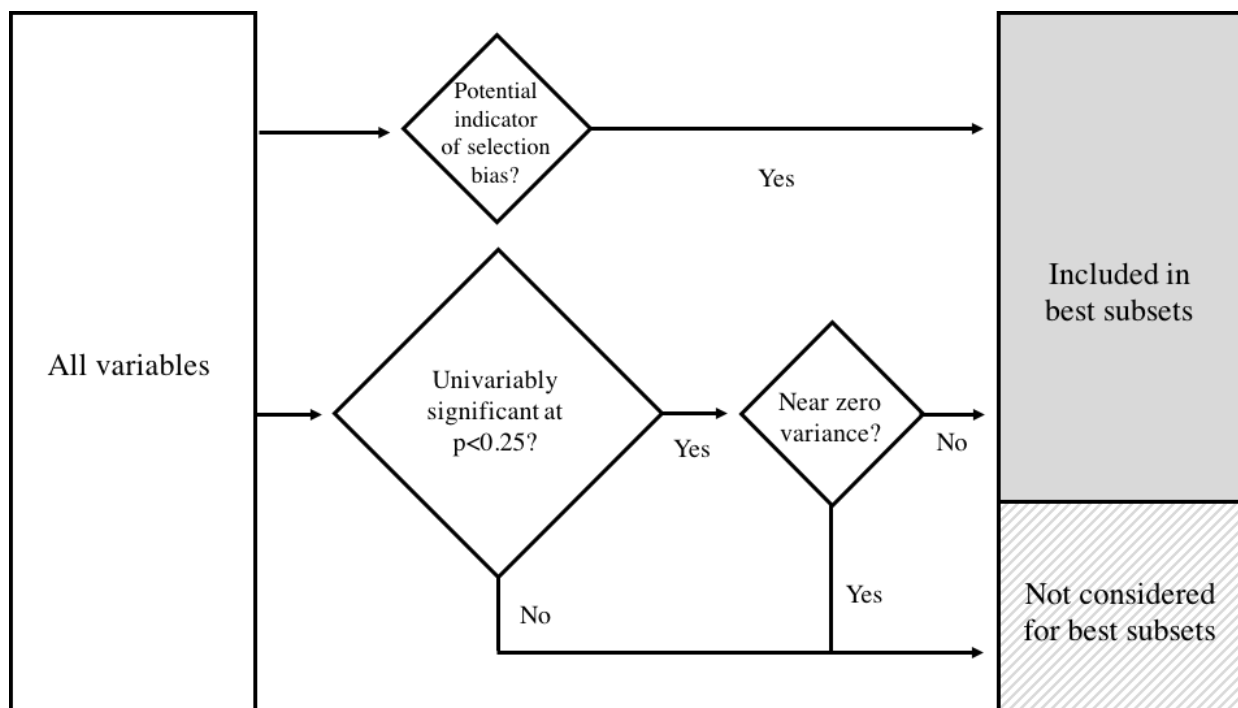 All variables
Potential
indicator
of selection
bias?
Yes
Univariably
significant at
p<0.25?
Yes
No
Near zero
variance?
No
Yes
Included in
best subsets
Not considered
for best subsets